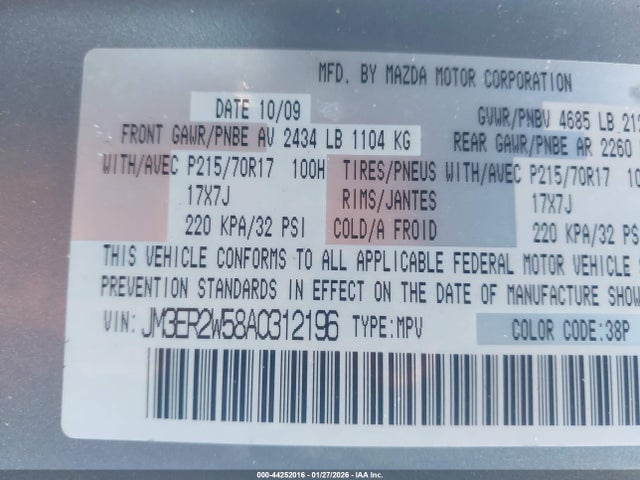 MFD. BY MAZDA MOTOR CORPORATION
DATE 10/09 GVWR/PNBV 4685 LB 212
FRONT GAWR/PNBE AV 2434 LB 1104 KG REAR GAWR/PNBE AR 2260
WITH/AVEC P215/70R17 100H TIRES/PNEUS WITH/AVEC P215/70R17 10
17X7J RIMS/JANTES 17X7J
220 KPA/32 PSI COLD/A FROID 220 KPA/32 PS
THIS VEHICLE CONFORMS TO ALL APPLICABLE FEDERAL MOTOR VEHICLE
PREVENTION STANDARDS IN EFFECT ON THE DATE OF MANUFACTURE SHOW
VIN: JM3ER2W58A0312196 TYPE:MPV COLOR CODE:38P
000-44252016 - 01/27/2026 - IAA Inc.